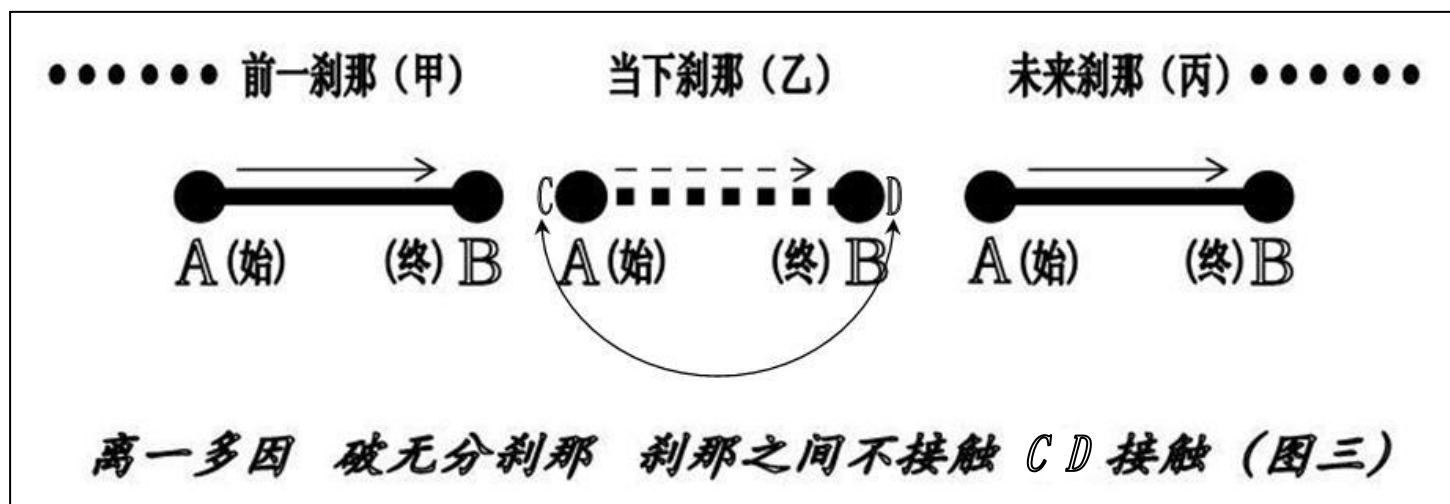 ······ 前一刹那（甲） 当下刹那（乙） 未来刹那（丙） ······
C D
A (始) (终) B A (始) (终) B A (始) (终) B
离一多因 破无分刹那 刹那之间不接触 C D 接触（图三）